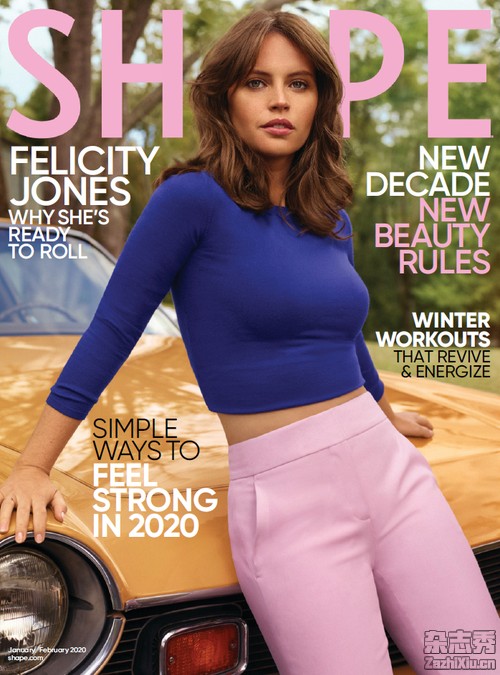 SHAPE
FELICITY
JONES
WHY SHE'S
READY
TO ROLL
NEW
DECADE
NEW
BEAUTY
RULES
WINTER
WORKOUTS
THAT REVIVE
& ENERGIZE
SIMPLE
WAYS TO
FEEL
STRONG
IN 2020
January/February 2020
shape.com
杂志秀
ZaZhiXiu.cn